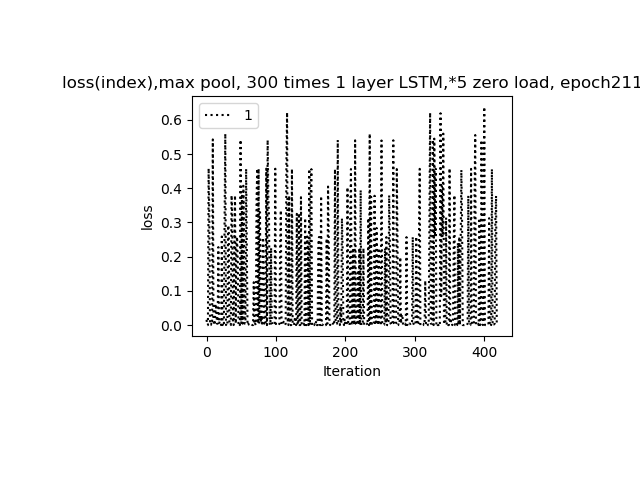 loss(index),max pool, 300 times 1 layer LSTM,*5 zero load, epoch211
1
0.6
0.5
0.4
0.3
0.2
0.1
0.0
loss
0 100 200 300 400
Iteration